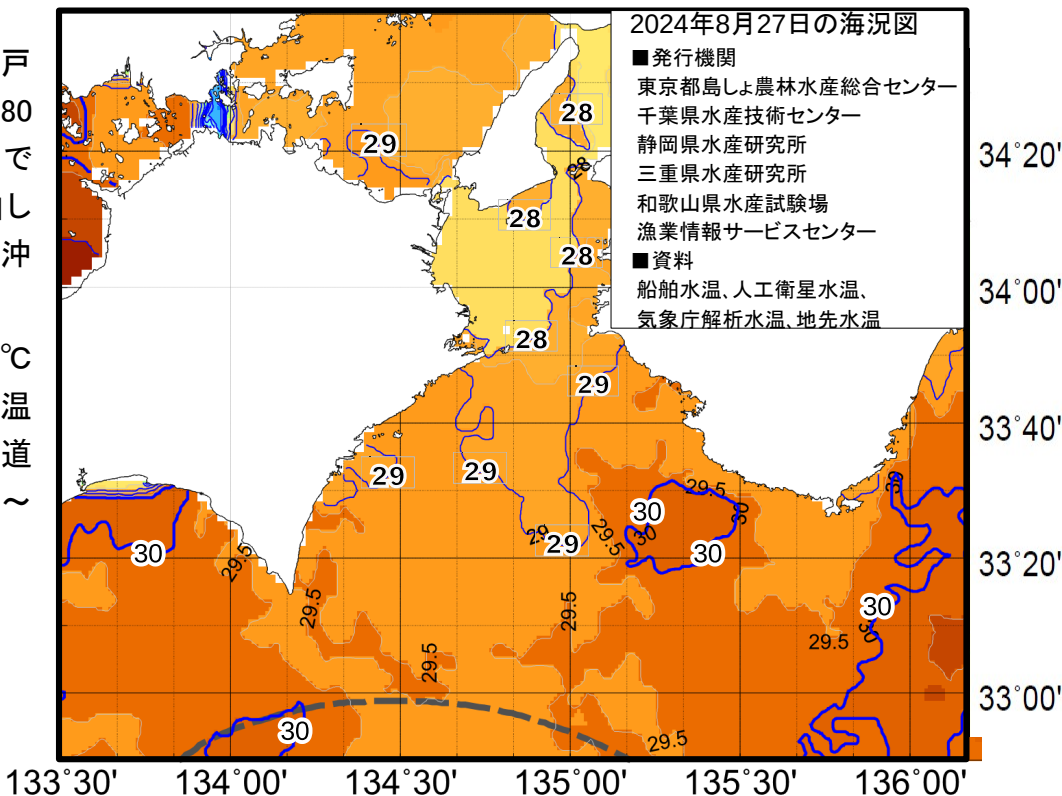 2024年8月27日の海況図
■発行機関
東京都島しょ農林水産総合センター
千葉県水産技術センター
静岡県水産研究所
三重県水産研究所
和歌山県水産試験場
漁業情報サービスセンター
■資料
船舶水温､人工衛星水温､
気象庁解析水温､地先水温
戸
80
で
し
沖
℃
温
道
～
28
29
28
28
28
28
29
29
29
29
29
29.5
30
30
30
30
30
29.5
30
29.5
29.5
29.5
29.5
30
30
29.5
29.5
30
34˚20'
34˚00'
33˚40'
33˚20'
33˚00'
133˚30'
134˚00'
134˚30'
135˚00'
135˚30'
136˚00'